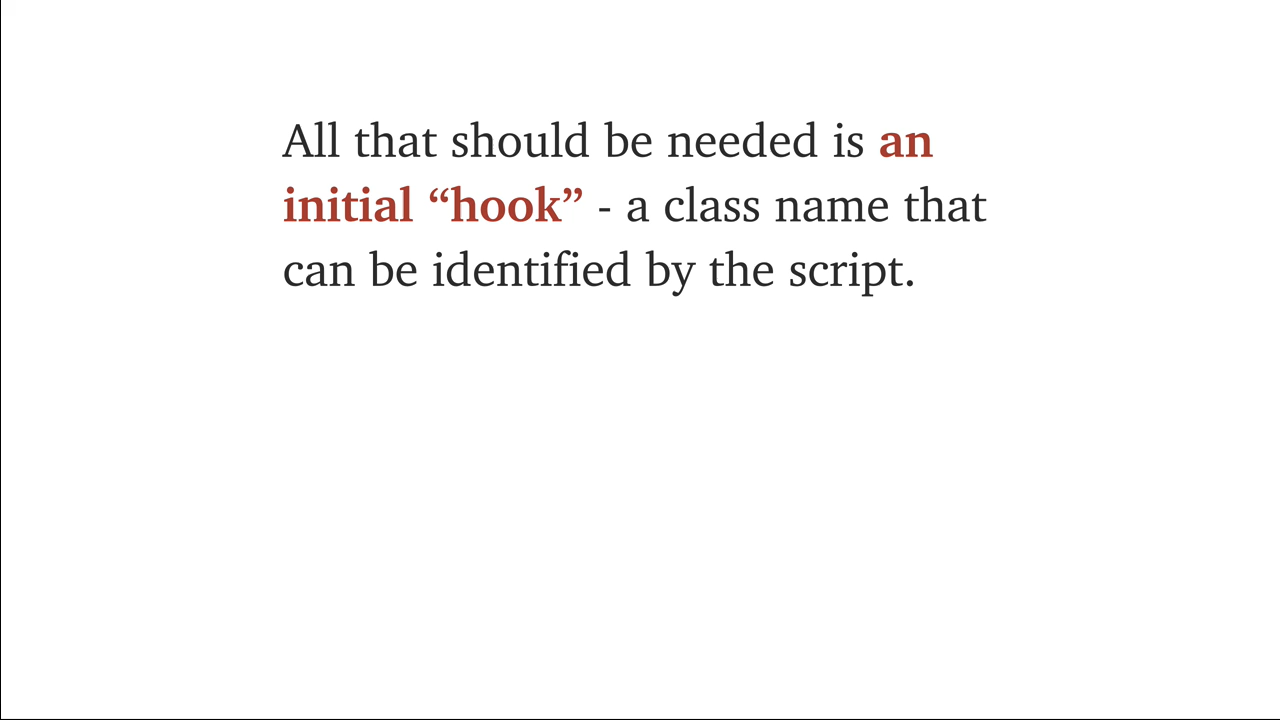 All that should be needed is an
initial “hook” - a class name that
can be identified by the script.